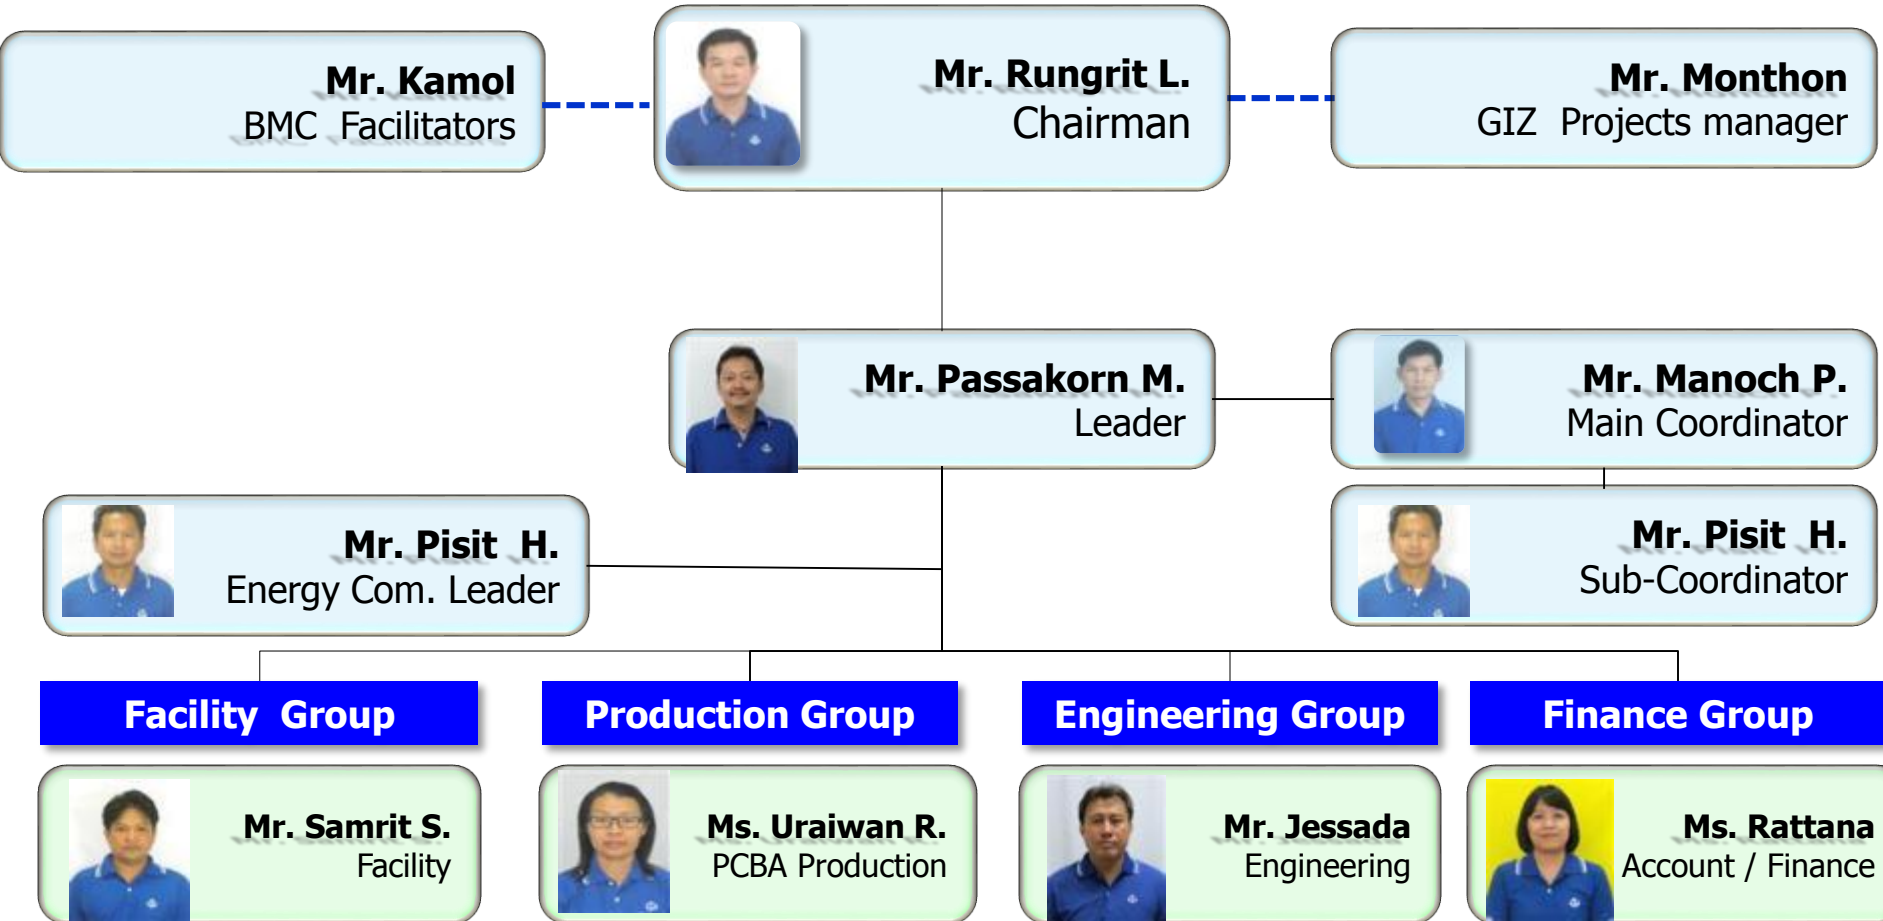 Mr. Kamol
BMC Facilitators
Mr. Rungrit L.
Chairman
Mr. Monthon
GIZ Projects manager
Mr. Passakorn M.
Leader
Mr. Manoch P.
Main Coordinator
Mr. Pisit H.
Energy Com. Leader
Mr. Pisit H.
Sub-Coordinator
Facility Group
Production Group
Engineering Group
Finance Group
Mr. Samrit S.
Facility
Ms. Uraiwan R.
PCBA Production
Mr. Jessada
Engineering
Ms. Rattana
Account / Finance